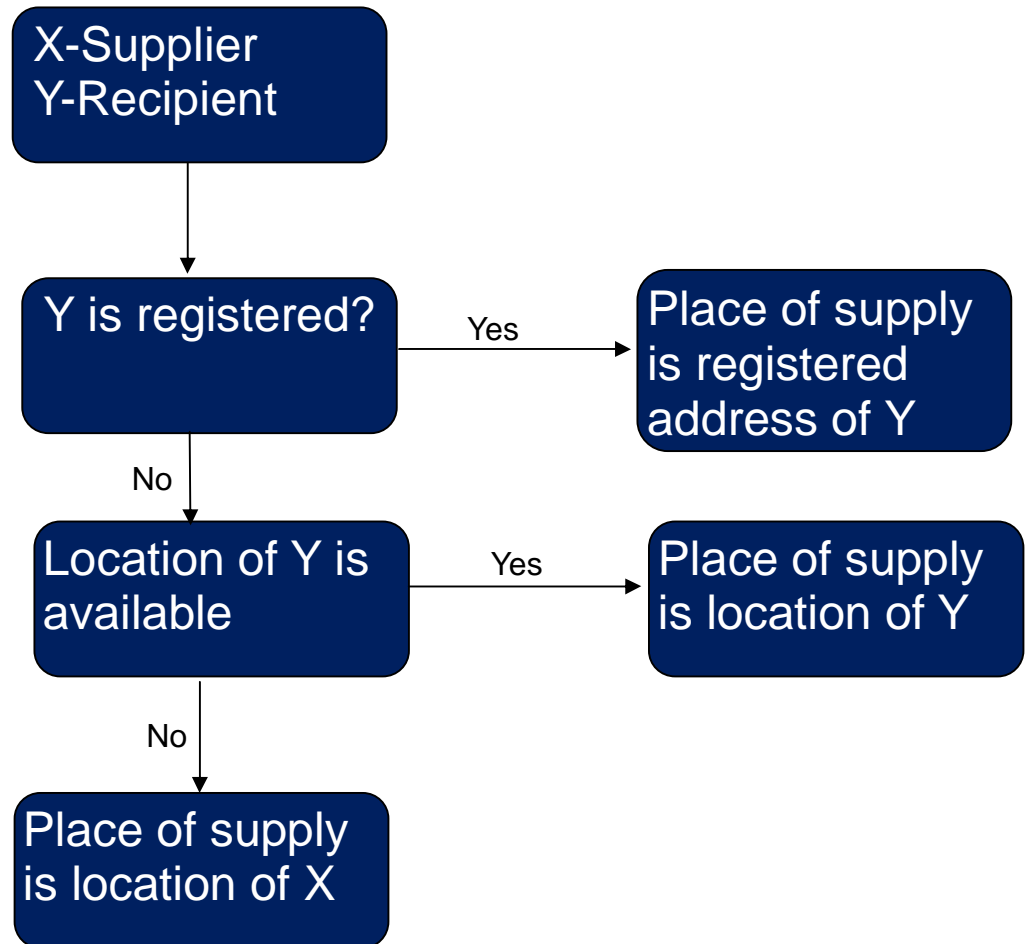 X-Supplier
Y-Recipient
Y is registered?
Yes
Place of supply
is registered
address of Y
No
Location of Y is
available
Yes
Place of supply
is location of Y
No
Place of supply
is location of X